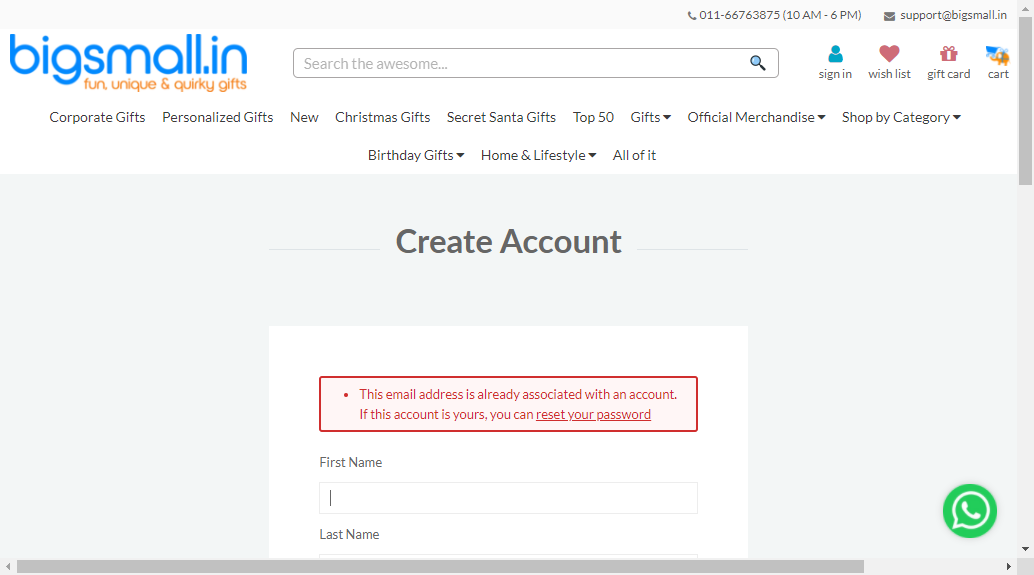 011-66763875 (10 AM - 6 PM) support@bigsmall.in
bigsmall.in
fun, unique & quirky gifts
Search the awesome...
sign in wish list gift card cart
Corporate Gifts Personalized Gifts New Christmas Gifts Secret Santa Gifts Top 50 Gifts Official Merchandise Shop by Category
Birthday Gifts Home & Lifestyle All of it
Create Account
• This email address is already associated with an account.
If this account is yours, you can reset your password
First Name
Last Name